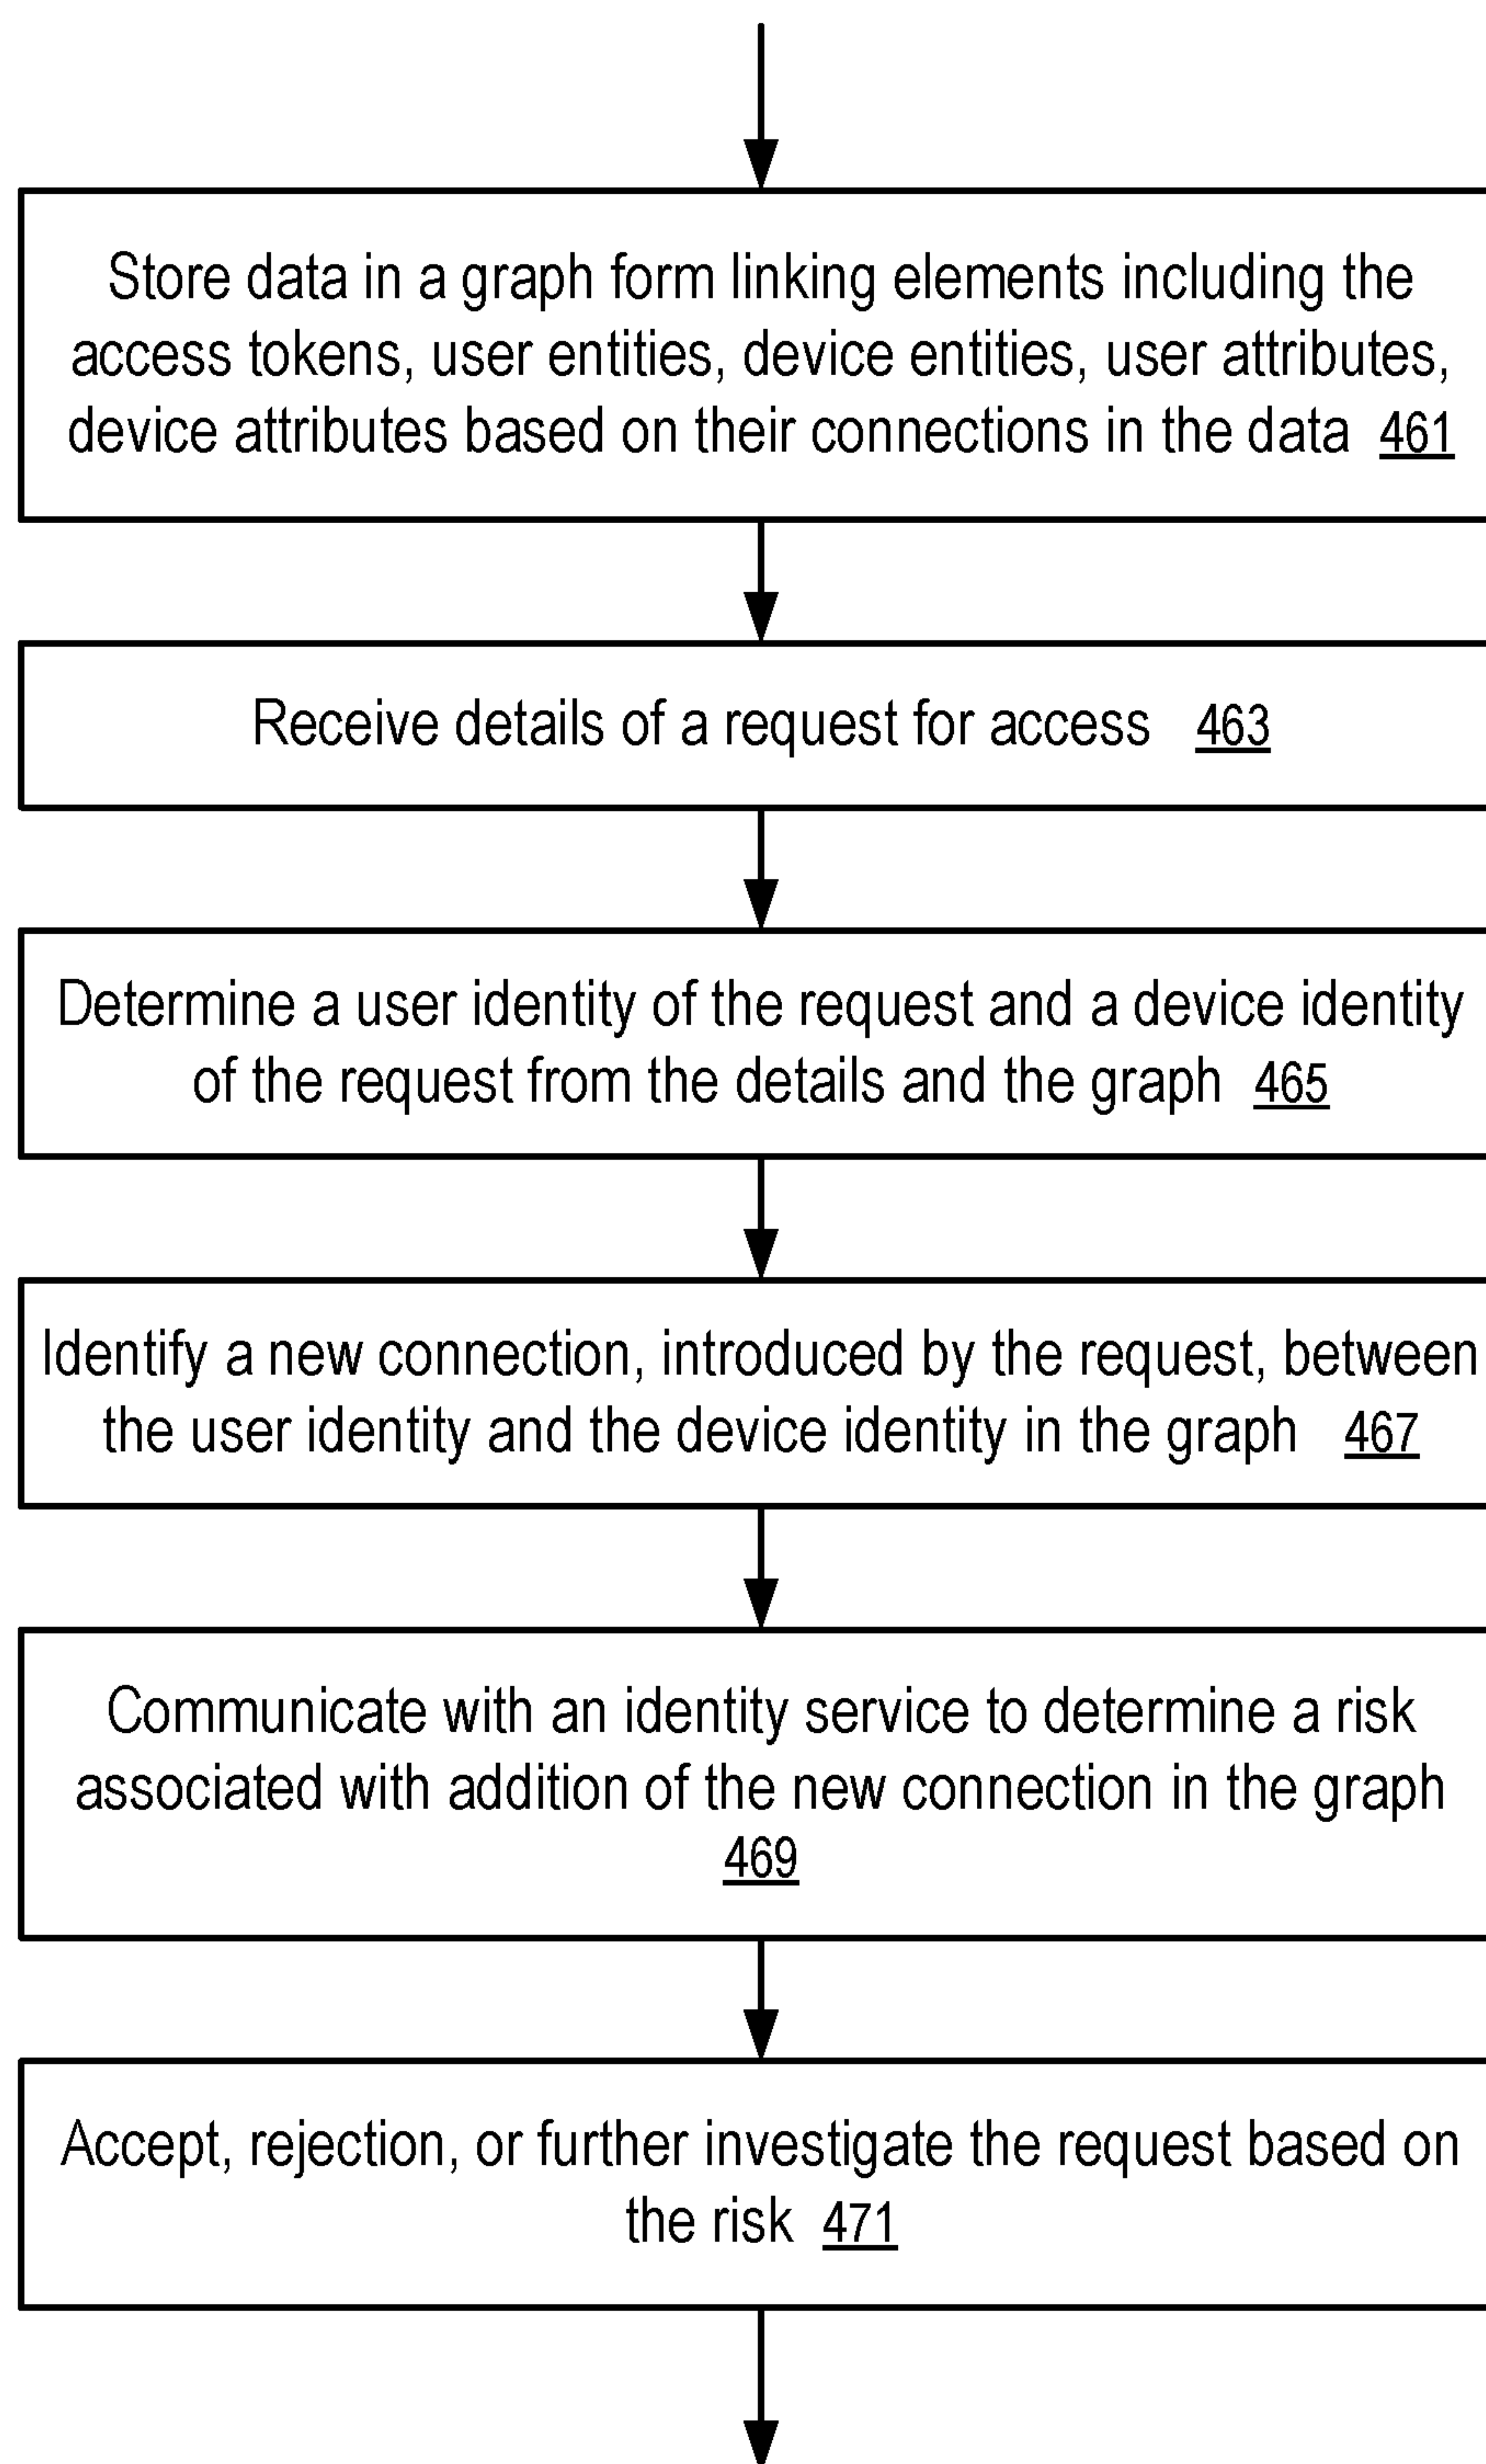 Store data in a graph form linking elements including the
access tokens, user entities, device entities, user attributes,
device attributes based on their connections in the data 461
Receive details of a request for access 463
Determine a user identity of the request and a device identity
of the request from the details and the graph 465
Identify a new connection, introduced by the request, between
the user identity and the device identity in the graph 467
Communicate with an identity service to determine a risk
associated with addition of the new connection in the graph
469
Accept, rejection, or further investigate the request based on
the risk 471